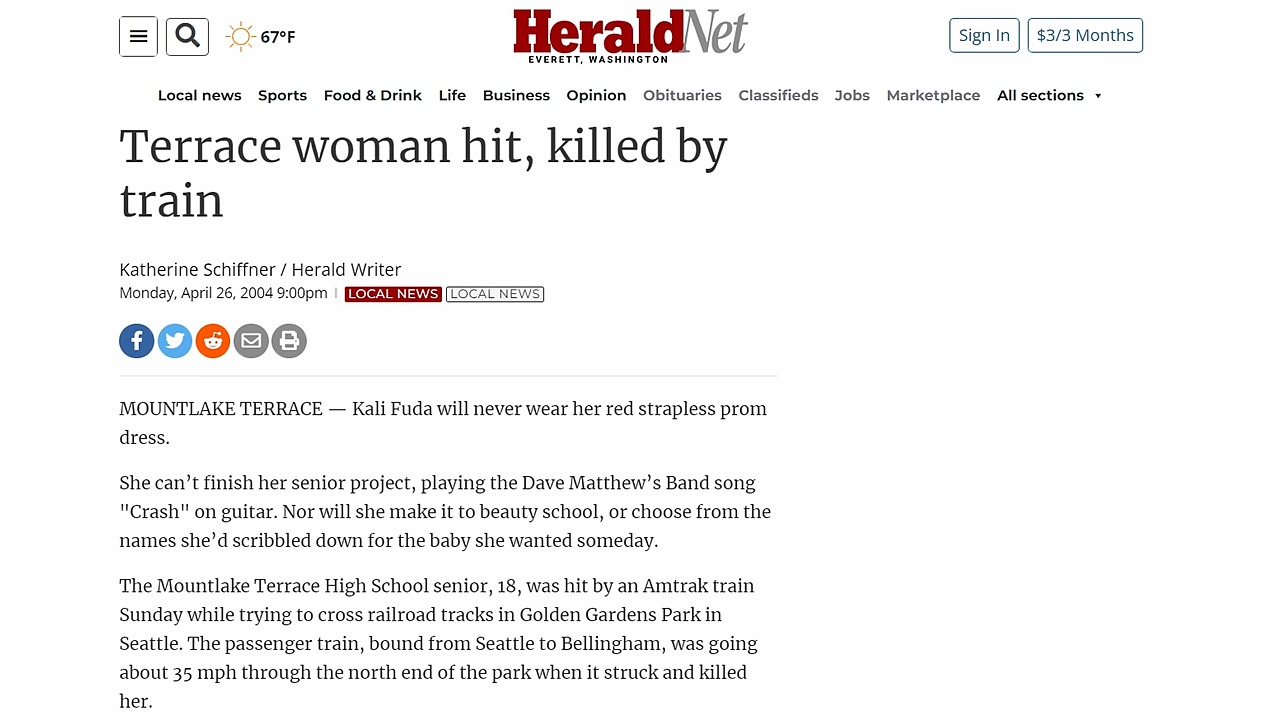 67°F
HeraldNet
EVERETT, WASHINGTON
Sign In
$3/3 Months
Local news Sports Food & Drink Life Business Opinion Obituaries Classifieds Jobs Marketplace All sections
Terrace woman hit, killed by
train
Katherine Schiffner / Herald Writer
Monday, April 26, 2004 9:00pm | LOCAL NEWS LOCAL NEWS
MOUNTLAKE TERRACE — Kali Fuda will never wear her red strapless prom
dress.
She can’t finish her senior project, playing the Dave Matthew’s Band song
"Crash" on guitar. Nor will she make it to beauty school, or choose from the
names she’d scribbled down for the baby she wanted someday.
The Mountlake Terrace High School senior, 18, was hit by an Amtrak train
Sunday while trying to cross railroad tracks in Golden Gardens Park in
Seattle. The passenger train, bound from Seattle to Bellingham, was going
about 35 mph through the north end of the park when it struck and killed
her.